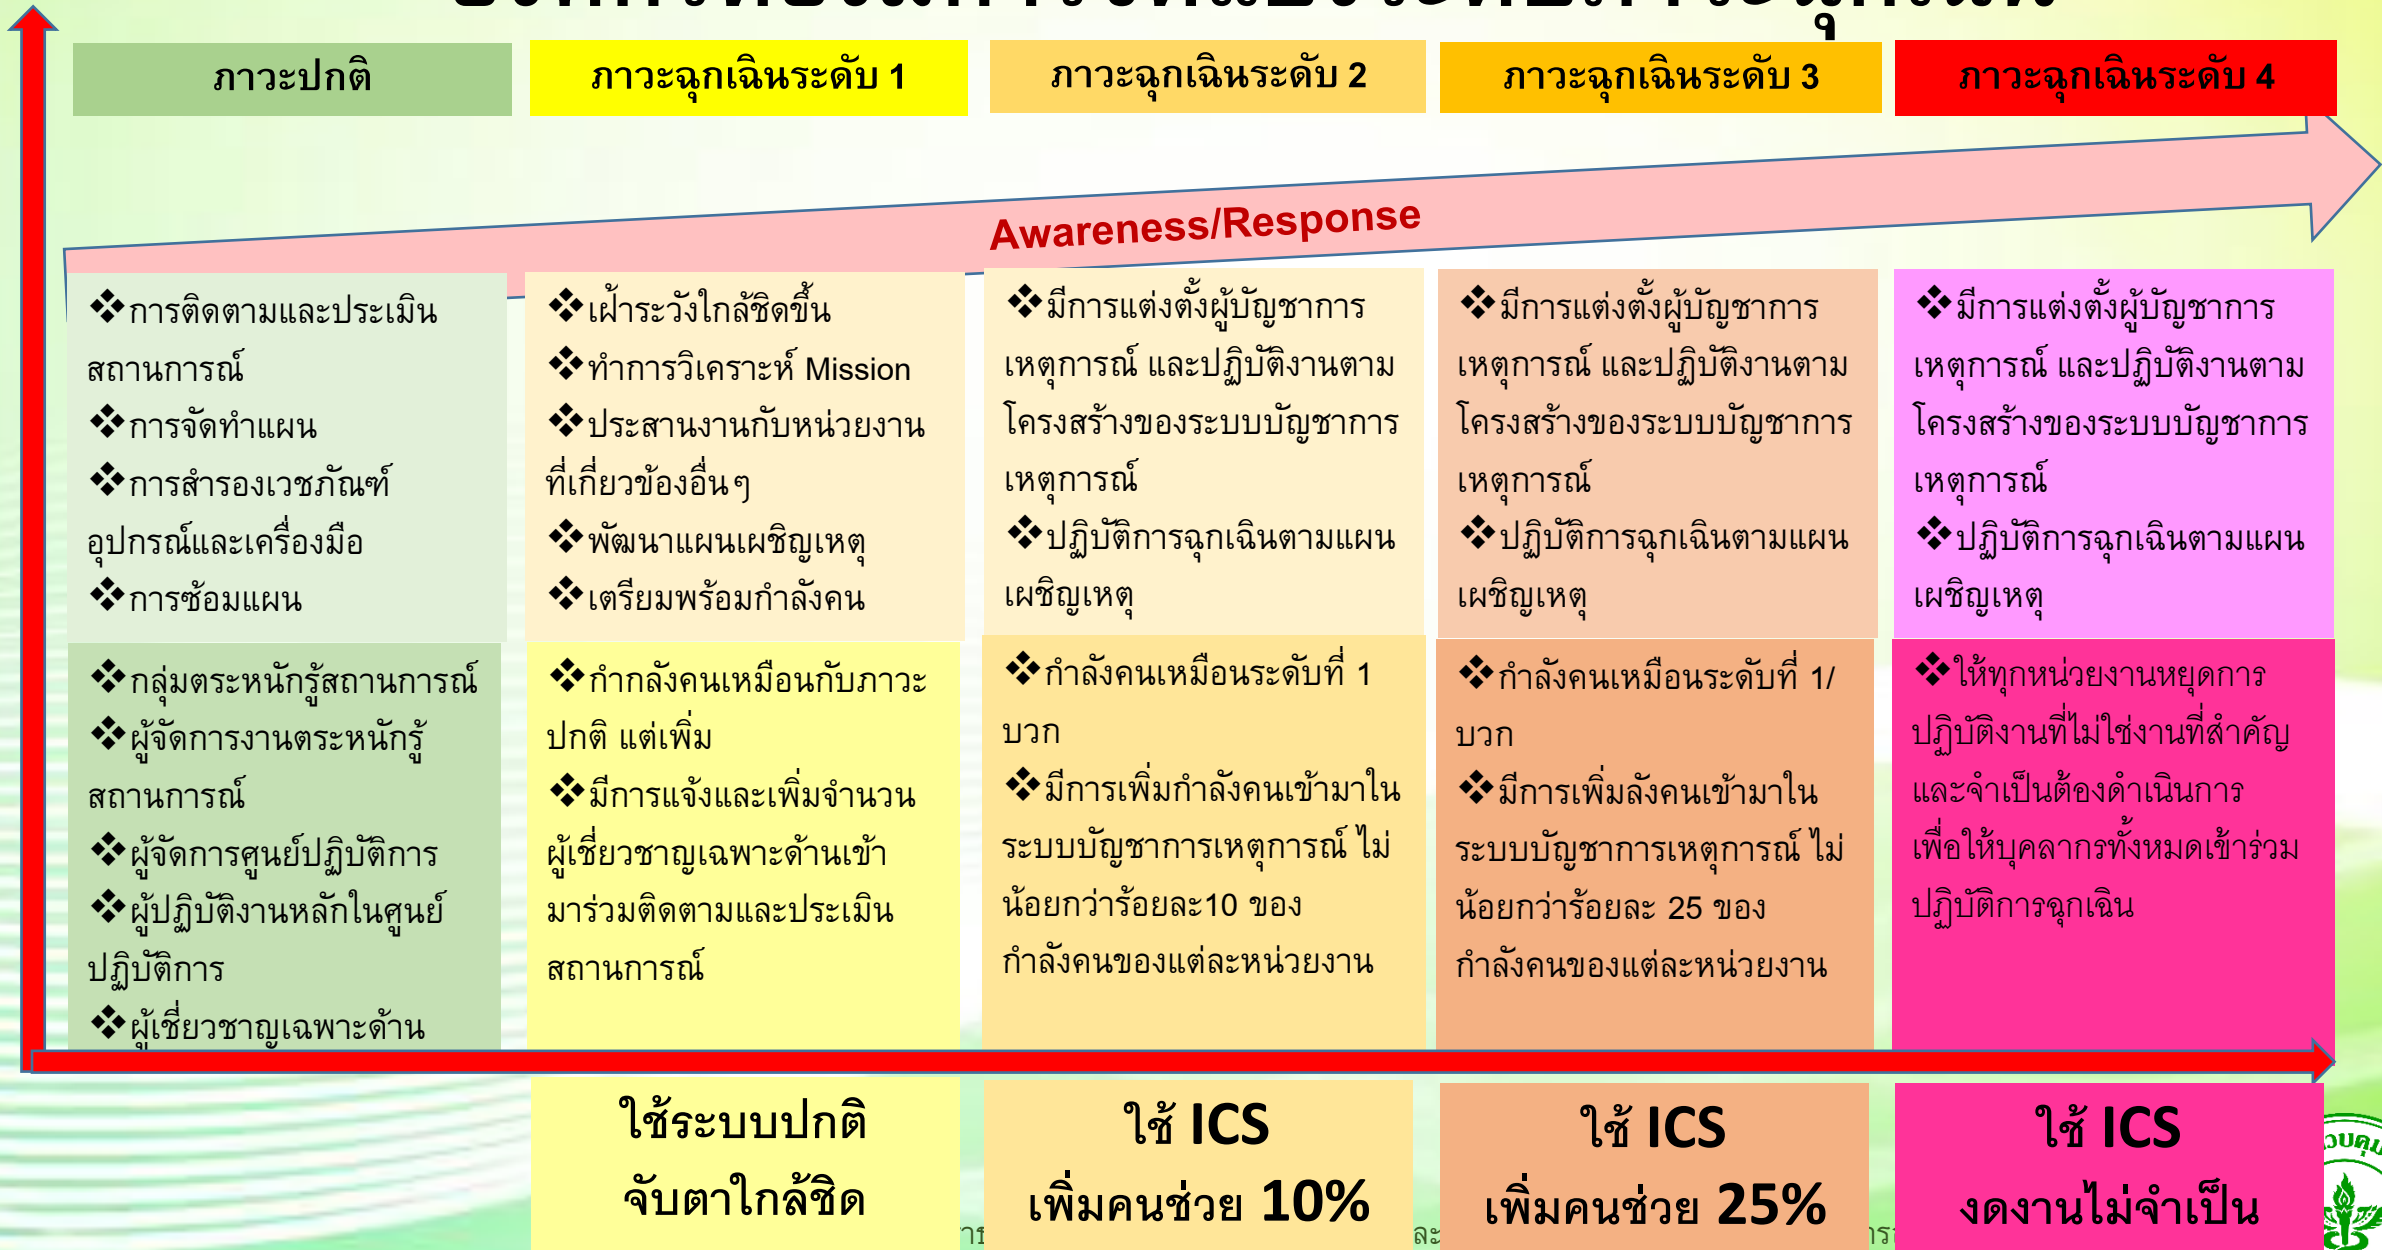 ภาวะปกติ
ภาวะฉุกเฉินระดับ 1
ภาวะฉุกเฉินระดับ 2
ภาวะฉุกเฉินระดับ 3
ภาวะฉุกเฉินระดับ 4
Awareness/Response
❖การติดตามและประเมิน
สถานการณ์
❖การจัดทำแผน
❖การสำรองเวชภัณฑ์
อุปกรณ์และเครื่องมือ
❖การซ้อมแผน
❖เฝ้าระวังใกล้ชิดขึ้น
❖ทำการวิเคราะห์ Mission
❖ประสานงานกับหน่วยงาน
ที่เกี่ยวข้องอื่นๆ
❖พัฒนาแผนเผชิญเหตุ
❖เตรียมพร้อมกำลังคน
❖มีการแต่งตั้งผู้บัญชาการ
เหตุการณ์ และปฏิบัติงานตาม
โครงสร้างของระบบบัญชาการ
เหตุการณ์
❖ปฏิบัติการฉุกเฉินตามแผน
เผชิญเหตุ
❖มีการแต่งตั้งผู้บัญชาการ
เหตุการณ์ และปฏิบัติงานตาม
โครงสร้างของระบบบัญชาการ
เหตุการณ์
❖ปฏิบัติการฉุกเฉินตามแผน
เผชิญเหตุ
❖มีการแต่งตั้งผู้บัญชาการ
เหตุการณ์ และปฏิบัติงานตาม
โครงสร้างของระบบบัญชาการ
เหตุการณ์
❖ปฏิบัติการฉุกเฉินตามแผน
เผชิญเหตุ
❖กลุ่มตระหนักรู้สถานการณ์
❖ผู้จัดการงานตระหนักรู้
สถานการณ์
❖ผู้จัดการศูนย์ปฏิบัติการ
❖ผู้ปฏิบัติงานหลักในศูนย์
ปฏิบัติการ
❖ผู้เชี่ยวชาญเฉพาะด้าน
❖กำกลังคนเหมือนกับภาวะ
ปกติ แต่เพิ่ม
❖มีการแจ้งและเพิ่มจำนวน
ผู้เชี่ยวชาญเฉพาะด้านเข้า
มาร่วมติดตามและประเมิน
สถานการณ์
❖กำลังคนเหมือนระดับที่ 1
บวก
❖มีการเพิ่มกำลังคนเข้ามาใน
ระบบบัญชาการเหตุการณ์ ไม่
น้อยกว่าร้อยละ10 ของ
กำลังคนของแต่ละหน่วยงาน
❖กำลังคนเหมือนระดับที่ 1/
บวก
❖มีการเพิ่มลังคนเข้ามาใน
ระบบบัญชาการเหตุการณ์ ไม่
น้อยกว่าร้อยละ 25 ของ
กำลังคนของแต่ละหน่วยงาน
❖ให้ทุกหน่วยงานหยุดการ
ปฏิบัติงานที่ไม่ใช่งานที่สำคัญ
และจำเป็นต้องดำเนินการ
เพื่อให้บุคลากรทั้งหมดเข้าร่วม
ปฏิบัติการฉุกเฉิน
ใช้ระบบปกติ
จับตาใกล้ชิด
ใช้ ICS
เพิ่มคนช่วย 10%
ใช้ ICS
เพิ่มคนช่วย 25%
ใช้ ICS
งดงานไม่จำเป็น